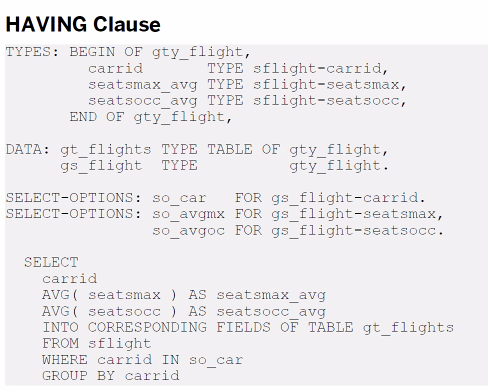 HAVING Clause
TYPES: BEGIN OF gty_flight,
carrid TYPE sflight-carrid,
seatsmax_avg TYPE sflight-seatsmax,
seatsocc_avg TYPE sflight-seatsocc,
END OF gty_flight,
DATA: gt_flights TYPE TABLE OF gty_flight,
gs_flight TYPE gty_flight.
SELECT-OPTIONS: so_car FOR gs_flight-carrid.
SELECT-OPTIONS: so_avgmx FOR gs_flight-seatsmax,
so_avgoc FOR gs_flight-seatsocc.
SELECT
carrid
AVG( seatsmax ) AS seatsmax_avg
AVG( seatsocc ) AS seatsocc_avg
INTO CORRESPONDING FIELDS OF TABLE gt_flights
FROM sflight
WHERE carrid IN so_car
GROUP BY carrid